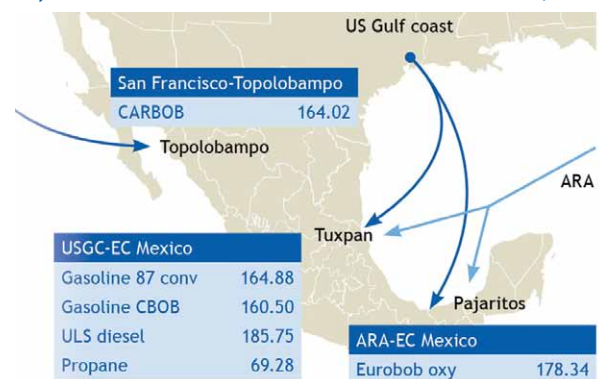 US Gulf coast
San Francisco-Topolobampo
CARBOB 164.02
Topolobampo
ARA
Tuxpan
USGC-EC Mexico
Gasoline 87 conv 164.88
Gasoline CBOB 160.50
ULS diesel 185.75
Propane 69.28
Pajaritos
ARA-EC Mexico
Eurobob oxy 178.34